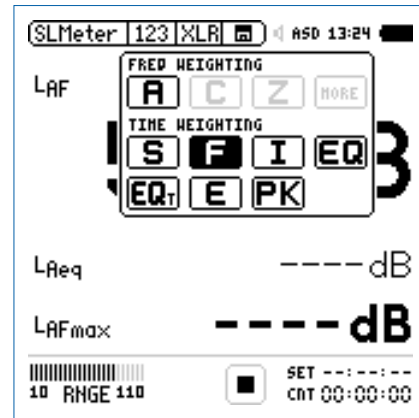 SLMeter 123 XLR ASD 13:24
FREQ WEIGHTING
LAF
A C Z MORE
TIME WEIGHTING
S F I EQ
EQT E PK
LAeq ----dB
LAFmax ----dB
SET --:--:--
10 RNGE 110
CNT 00:00:00